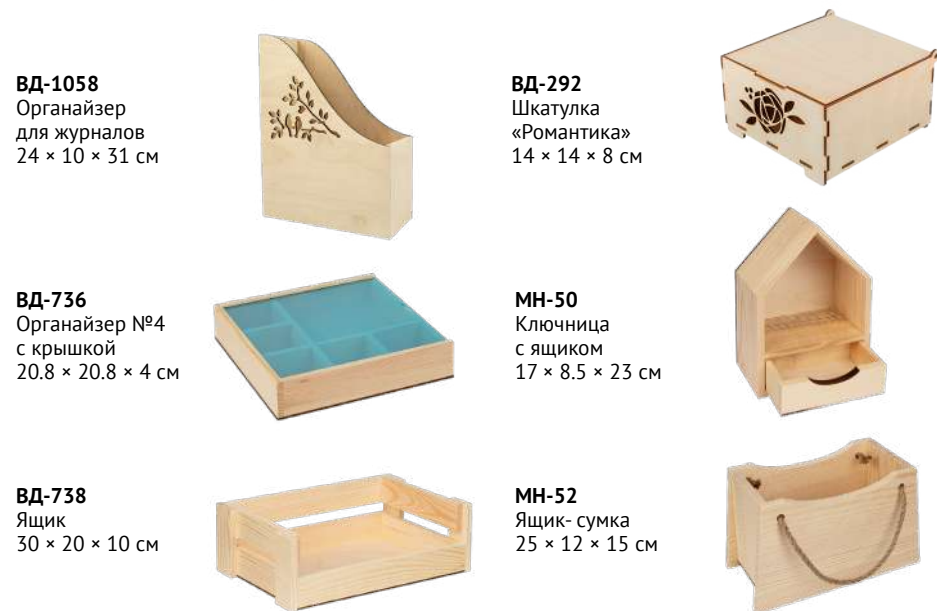 ВД-1058
Органайзер
для журналов
24 × 10 × 31 см
ВД-292
Шкатулка
«Романтика»
14 × 14 × 8 см
ВД-736
Органайзер №4
с крышкой
20.8 × 20.8 × 4 см
МН-50
Ключница
с ящиком
17 × 8.5 × 23 см
ВД-738
Ящик
30 × 20 × 10 см
МН-52
Ящик- сумка
25 × 12 × 15 см